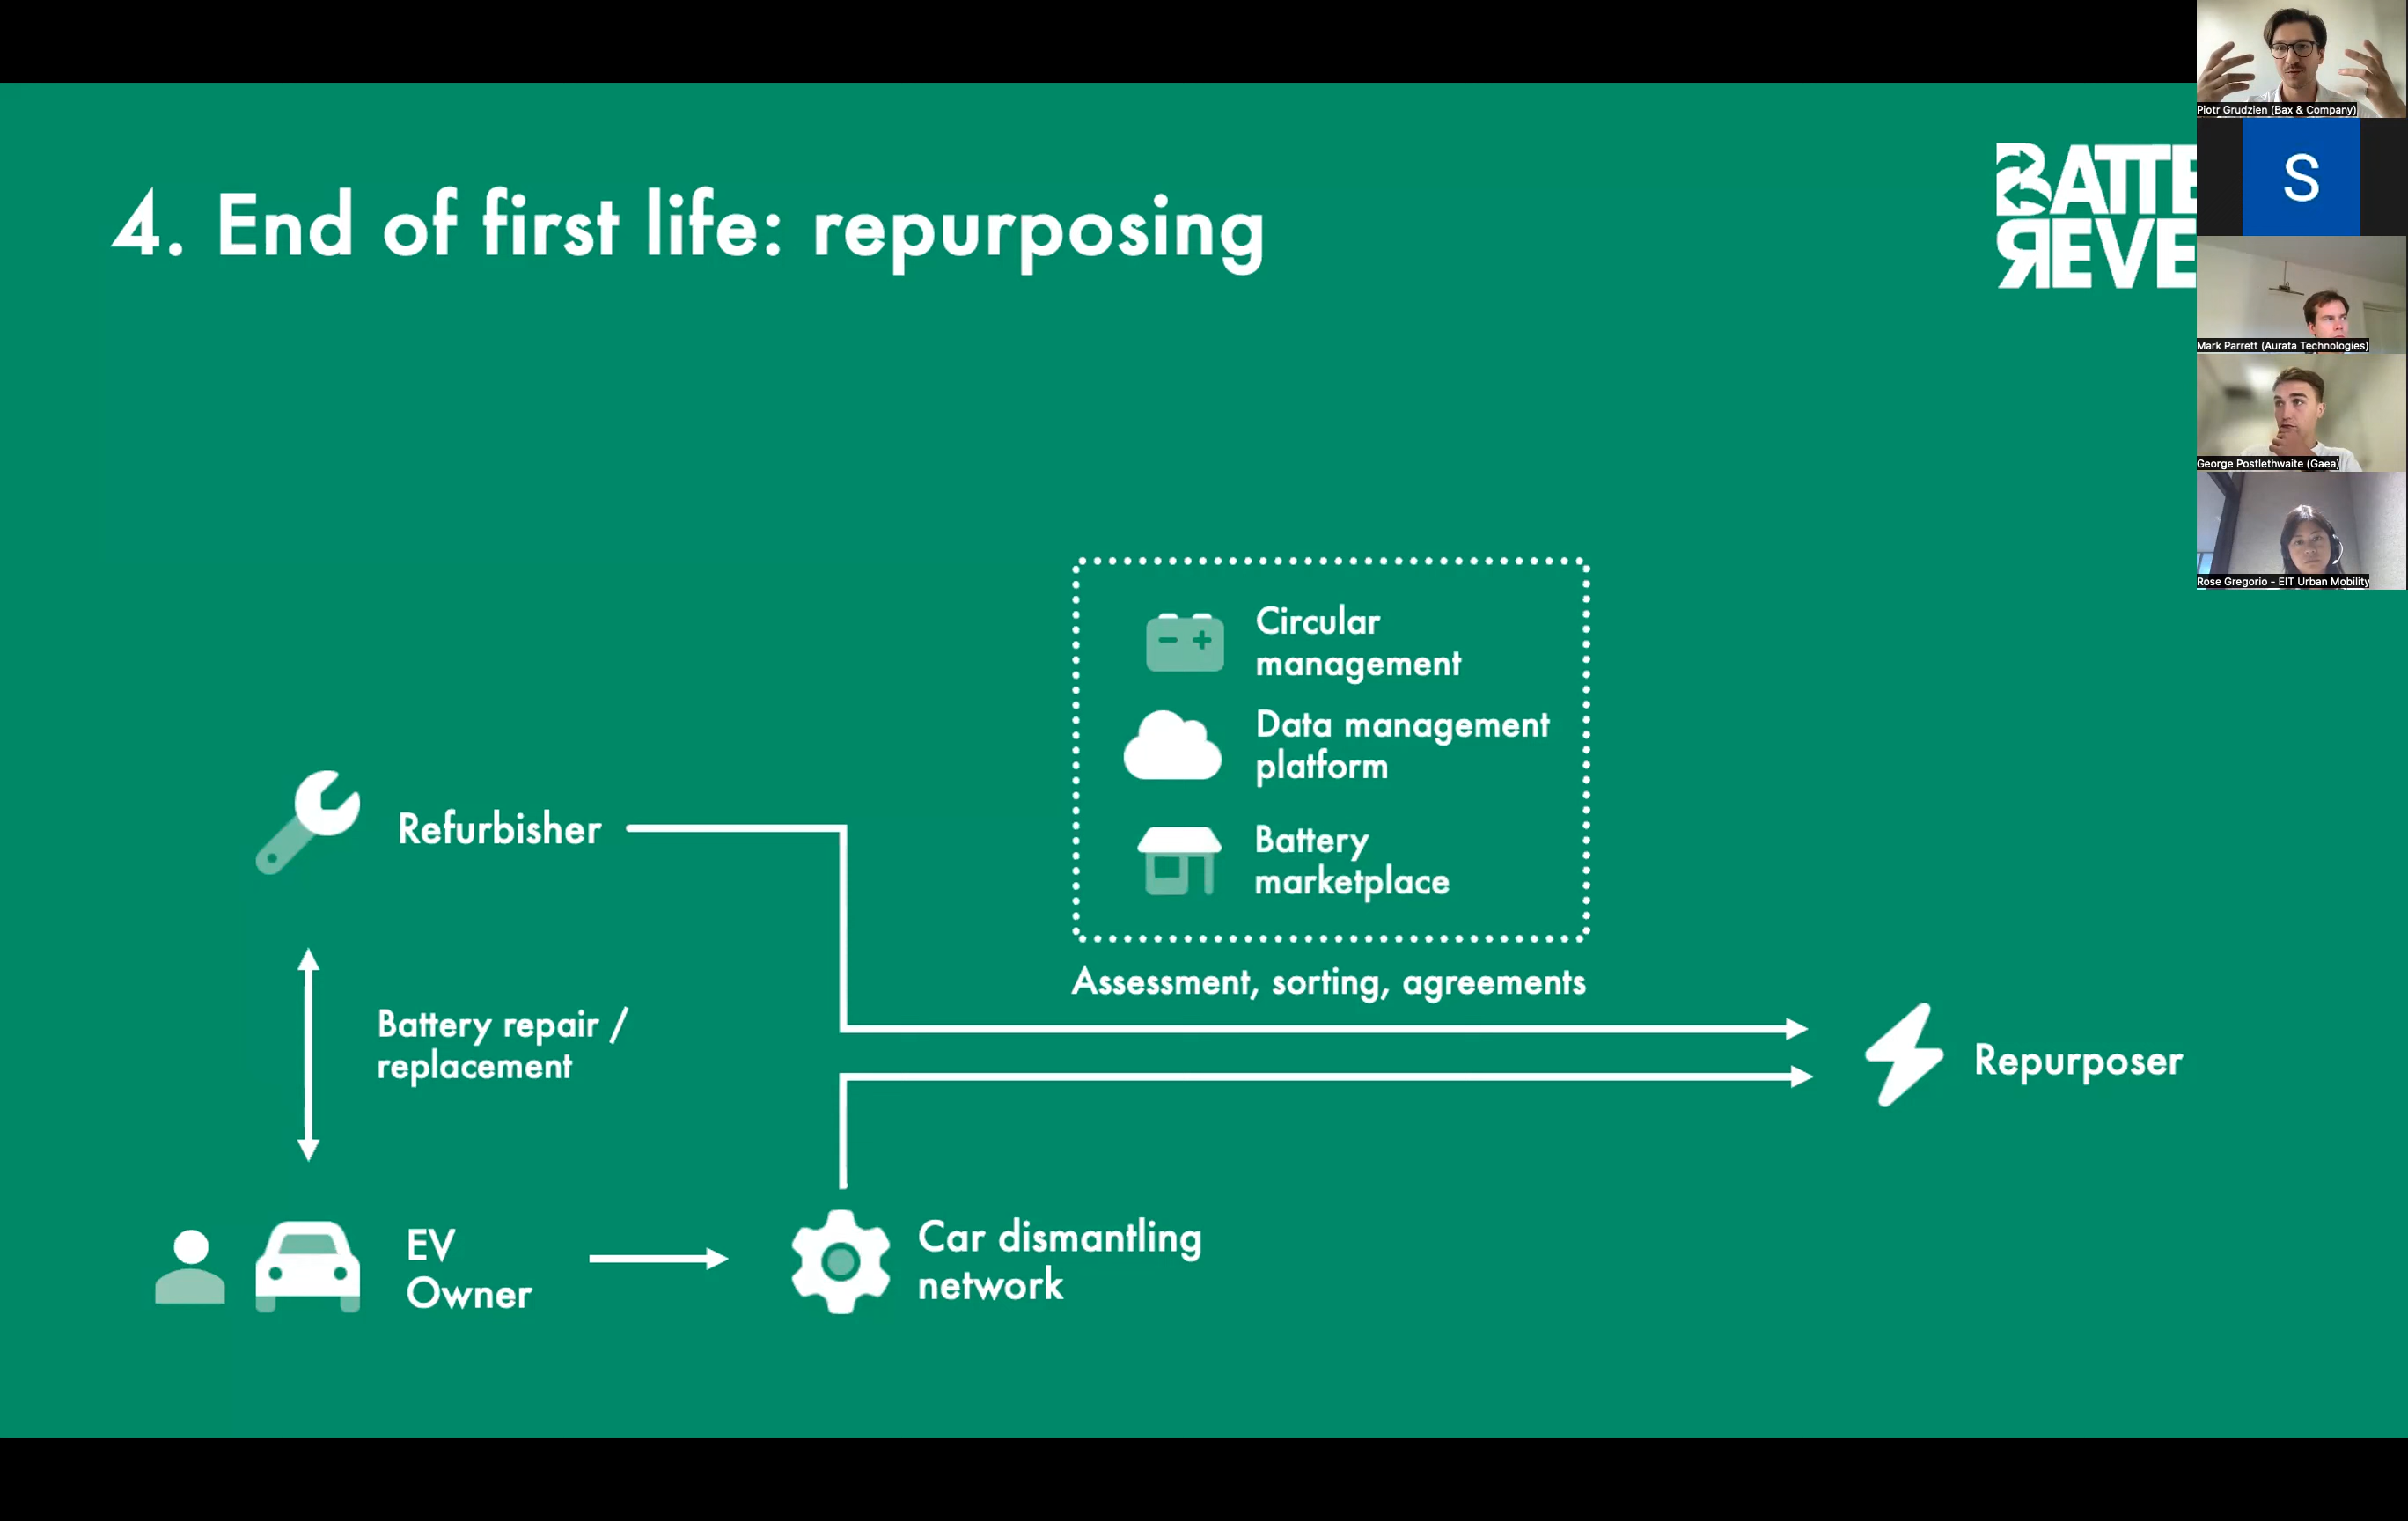 4. End of first life: repurposing
BATTE
REVE
Circular
management
Data management
platform
Battery
marketplace
Assessment, sorting, agreements
Refurbisher
Battery repair /
replacement
Repurposer
EV
Owner
Car dismantling
network
- +
Piotr Grudzien (Bax & Company)
S
Mark Parrett (Aurata Technologies)
George Postlethwaite (Gaea)
Rose Gregorio - EIT Urban Mobility